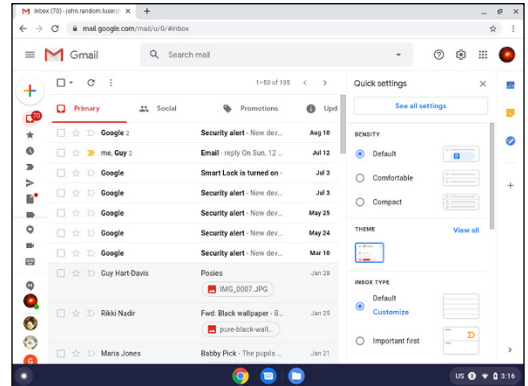 Inbox (70) - john.random.luser@
mail.google.com/mail/u/0/#inbox
Gmail
Search mail
1–50 of 135
Quick settings
See all settings
70
Primary
Social
Promotions
Upd
Google 2
Security alert - New dev...
Aug 10
me, Guy 2
Email - reply On Sun, 12 ...
Jul 12
Google
Smart Lock is turned on -
Jul 3
Google
Security alert - New dev...
Jul 3
Google
Security alert - New dev...
May 25
Google
Security alert - New dev...
May 24
Google
Security alert - New dev...
Mar 10
Guy Hart-Davis
Posies
Jan 28
IMG_0007.JPG
Rikki Nadir
Fwd: Black wallpaper - B...
Jan 25
pure-black-wall...
Maria Jones
Babby Pick - The pupils ...
Jan 21
DENSITY
Default
Comfortable
Compact
THEME
View all
INBOX TYPE
Default
Customize
Important first
G
US
2
3:16